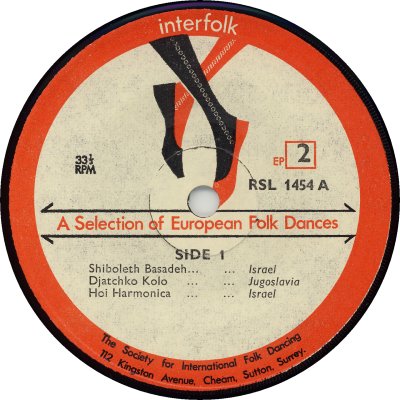 interfolk
33⅓
RPM
EP 2
RSL 1454 A
A Selection of European Folk Dances
SIDE 1
Shiboleth Basadeh... ... Israel
Djatchko Kolo ... ... Jugoslavia
Hoi Harmonica ... ... Israel
The Society for International Folk Dancing
112 Kingston Avenue, Cheam, Sutton, Surrey.